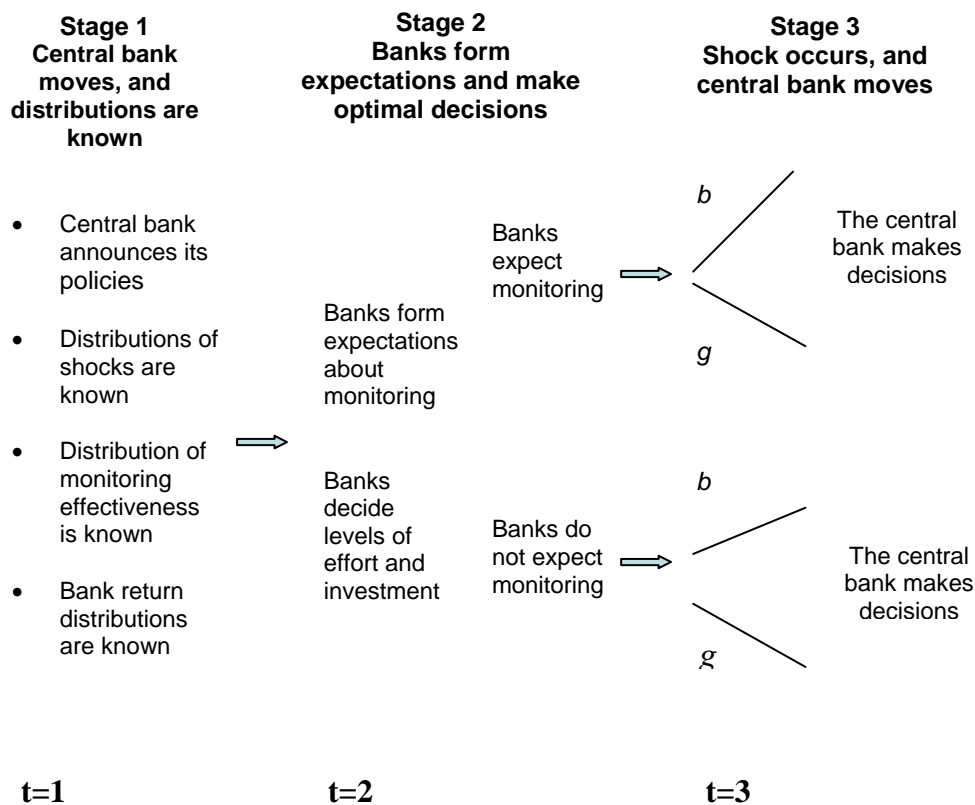 Stage 1
Central bank
moves, and
distributions are
known
Stage 2
Banks form
expectations and make
optimal decisions
Stage 3
Shock occurs, and
central bank moves
• Central bank
announces its
policies
• Distributions of
shocks are
known
• Distribution of
monitoring
effectiveness
is known
• Bank return
distributions
are known
Banks form
expectations
about
monitoring
Banks
decide
levels of
effort and
investment
Banks
expect
monitoring
Banks do
not expect
monitoring
b
g
The central
bank makes
decisions
b
g
The central
bank makes
decisions
t=1
t=2
t=3